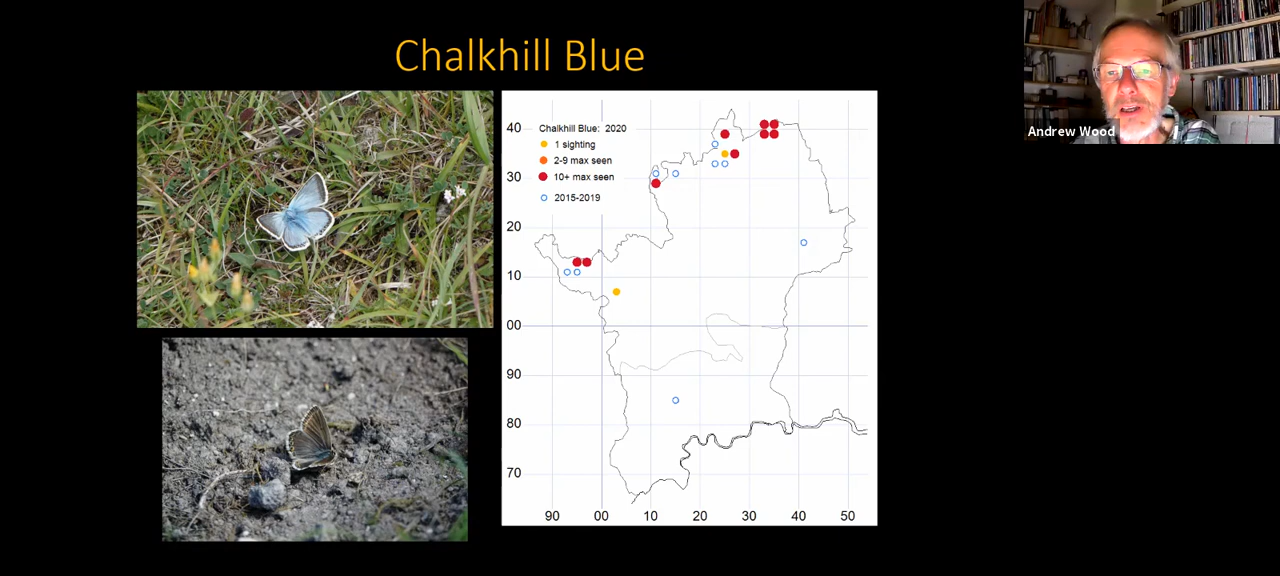 Chalkhill Blue
Chalkhill Blue: 2020
1 sighting
2-9 max seen
10+ max seen
2015-2019
40
30
20
10
00
90
80
70
90 00 10 20 30 40 50
Andrew Wood